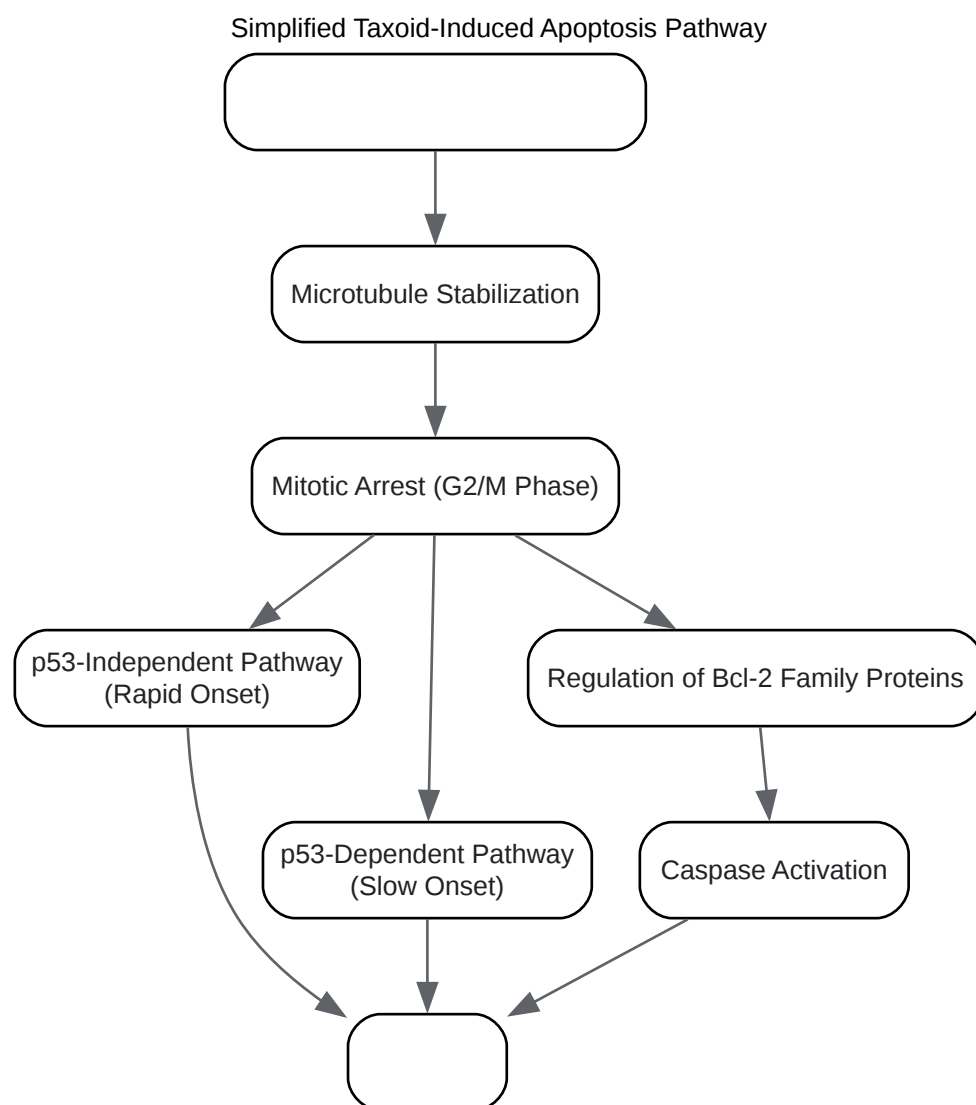 Simplified Taxoid-Induced Apoptosis Pathway
Microtubule Stabilization
Mitotic Arrest (G2/M Phase)
p53-Independent Pathway
(Rapid Onset)
Regulation of Bcl-2 Family Proteins
p53-Dependent Pathway
(Slow Onset)
Caspase Activation